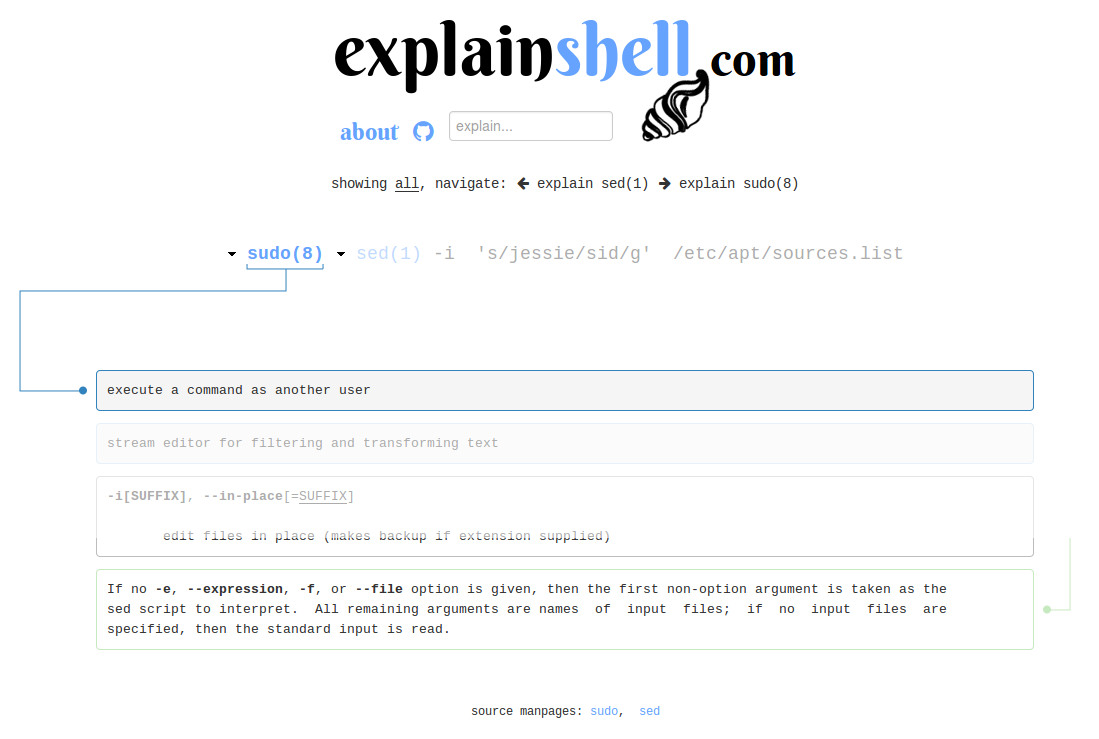 explainshell.com
about explain...
showing all, navigate: explain sed(1) explain sudo(8)
sudo(8) sed(1) -i 's/jessie/sid/g' /etc/apt/sources.list
execute a command as another user
stream editor for filtering and transforming text
-i[SUFFIX], --in-place[=SUFFIX]
edit files in place (makes backup if extension supplied)
If no -e, --expression, -f, or --file option is given, then the first non-option argument is taken as the
sed script to interpret. All remaining arguments are names of input files; if no input files are
specified, then the standard input is read.
source manpages: sudo, sed